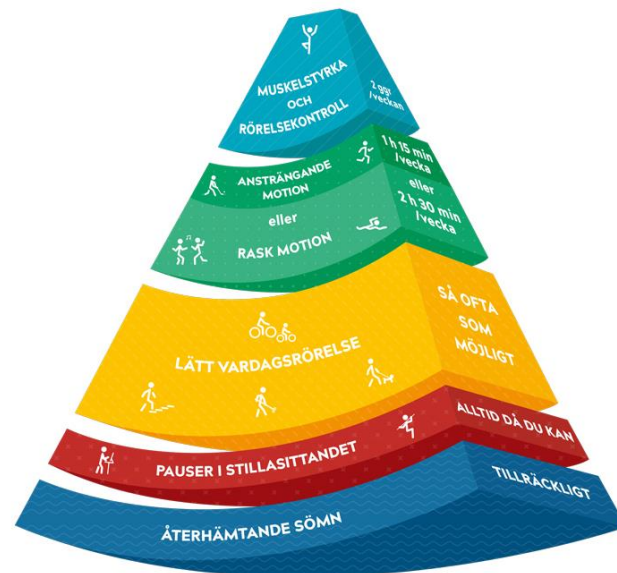 MUSKELSTYRKA
OCH
RÖRELSEKONTROLL
2 ggr
/veckan
ANSTRÄNGANDE
MOTION
1 h 15 min
/vecka
eller
eller
RASK MOTION
2 h 30 min
/vecka
LÄTT VARDAGSRÖRELSE
SÅ OFTA
SOM
MÖJLIGT
PAUSER I STILLASITTANDET
ALLTID DÅ DU KAN
ÅTERHÄMTANDE SÖMN
TILLRÄCKLIGT